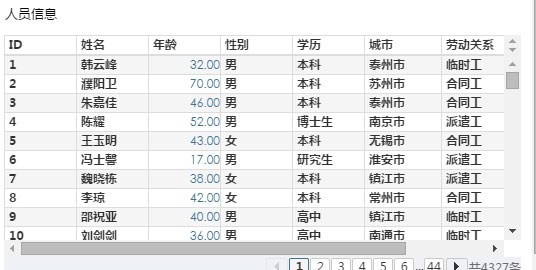 人员信息
ID 姓名 年龄 性别 学历 城市 劳动关系
1 韩云峰 32.00 男 本科 泰州市 临时工
2 濮阳卫 70.00 男 本科 苏州市 合同工
3 朱嘉佳 46.00 男 本科 泰州市 合同工
4 陈耀 52.00 男 博士生 南京市 派遣工
5 王玉明 43.00 女 本科 无锡市 合同工
6 冯士馨 17.00 男 研究生 淮安市 派遣工
7 魏晓栋 38.00 女 本科 镇江市 派遣工
8 李琼 42.00 女 本科 常州市 合同工
9 邵祝亚 40.00 男 高中 镇江市 临时工
10 刘剑剑 36.00 男 高中 南通市 临时工
1 2 3 4 5 6 ... 44 共4327条